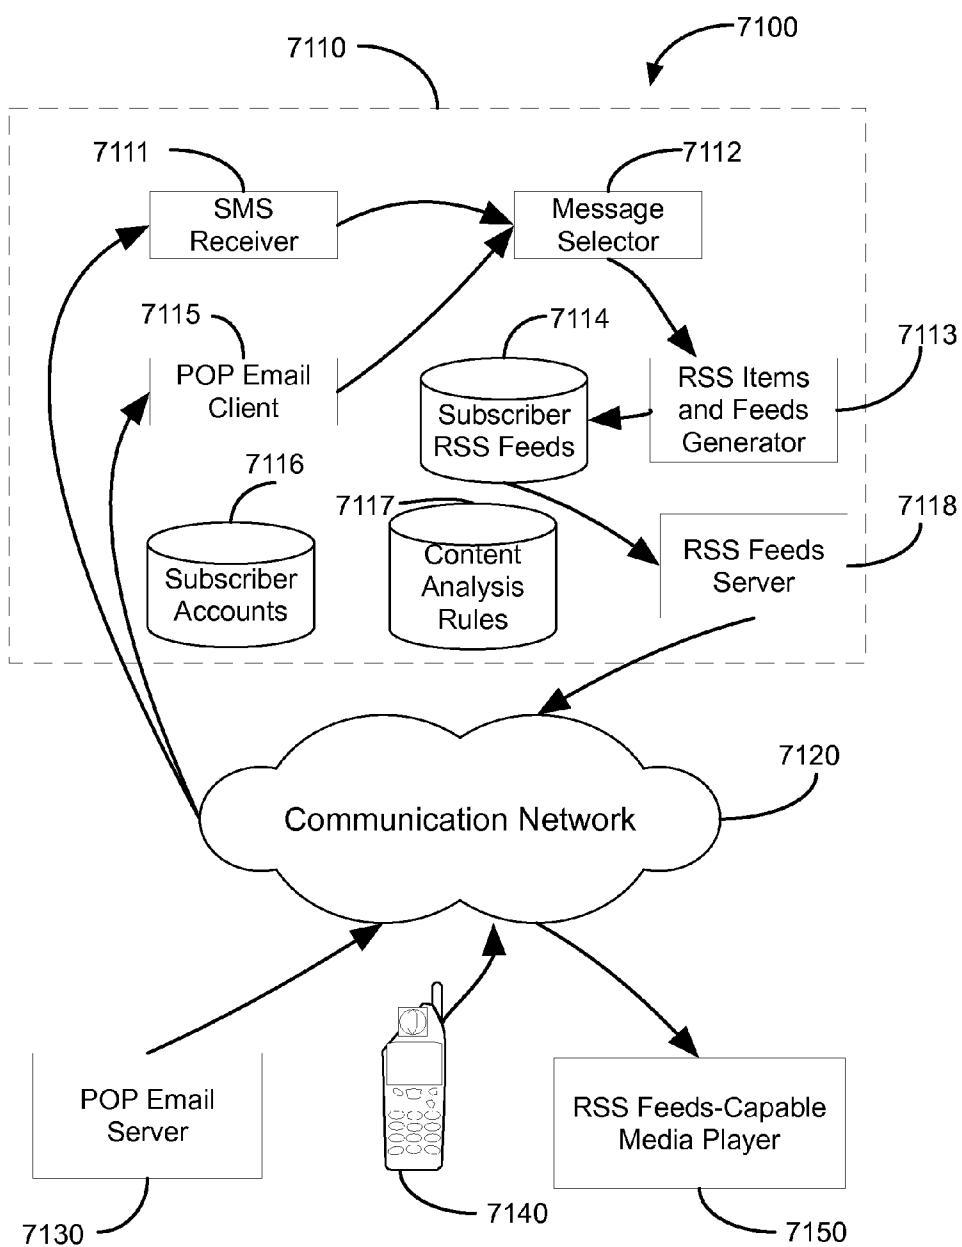 7100
7110
7111
7112
SMS
Receiver
Message
Selector
7115
7114
7113
POP Email
Client
Subscriber
RSS Feeds
RSS Items
and Feeds
Generator
7116
7117
7118
Subscriber
Accounts
Content
Analysis
Rules
RSS Feeds
Server
7120
Communication Network
POP Email
Server
RSS Feeds-Capable
Media Player
7130
7140
7150